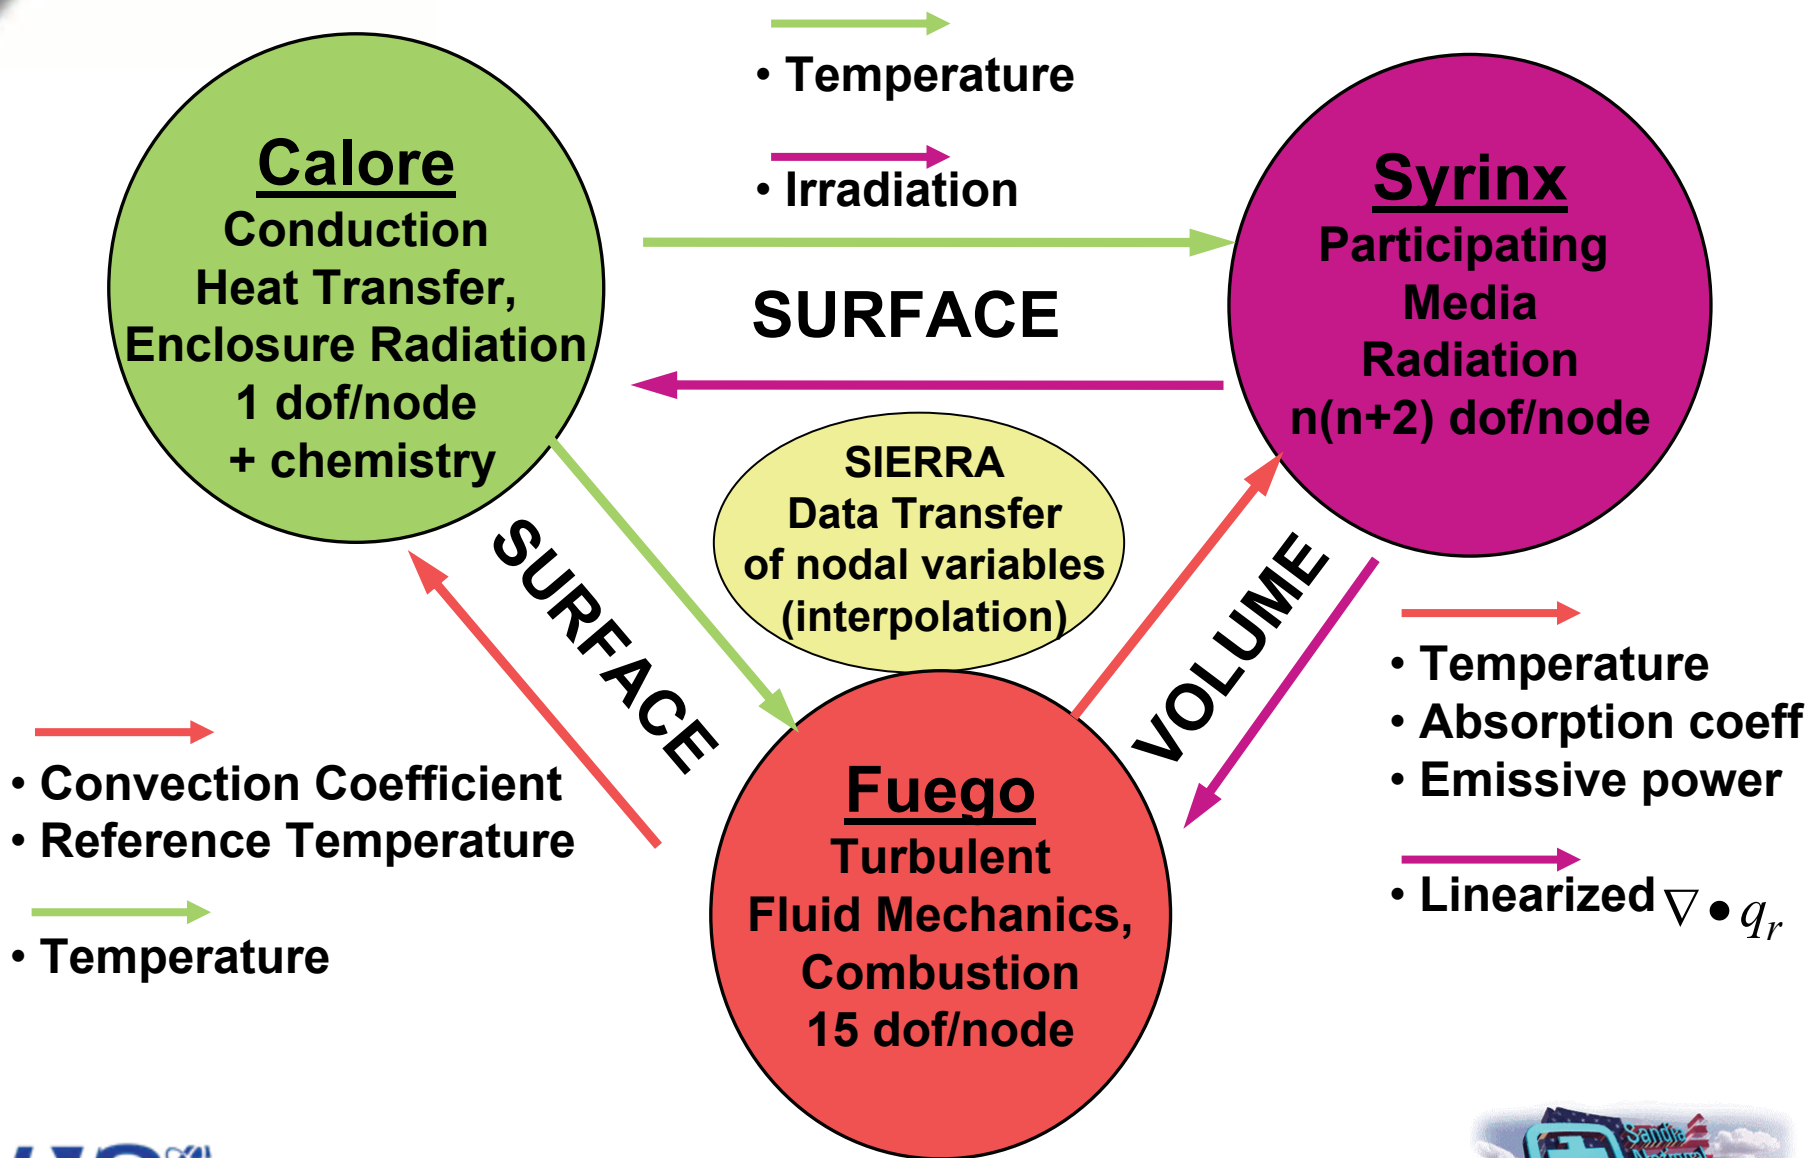 • Temperature
• Irradiation
Calore
Conduction
Heat Transfer,
Enclosure Radiation
1 dof/node
+ chemistry
SURFACE
Syrinx
Participating
Media
Radiation
n(n+2) dof/node
SIERRA
Data Transfer
of nodal variables
(interpolation)
SURFACE
VOLUME
• Convection Coefficient
• Reference Temperature
• Temperature
Fuego
Turbulent
Fluid Mechanics,
Combustion
15 dof/node
• Temperature
• Absorption coeff
• Emissive power
• Linearized ∇ • q_r
Sandia